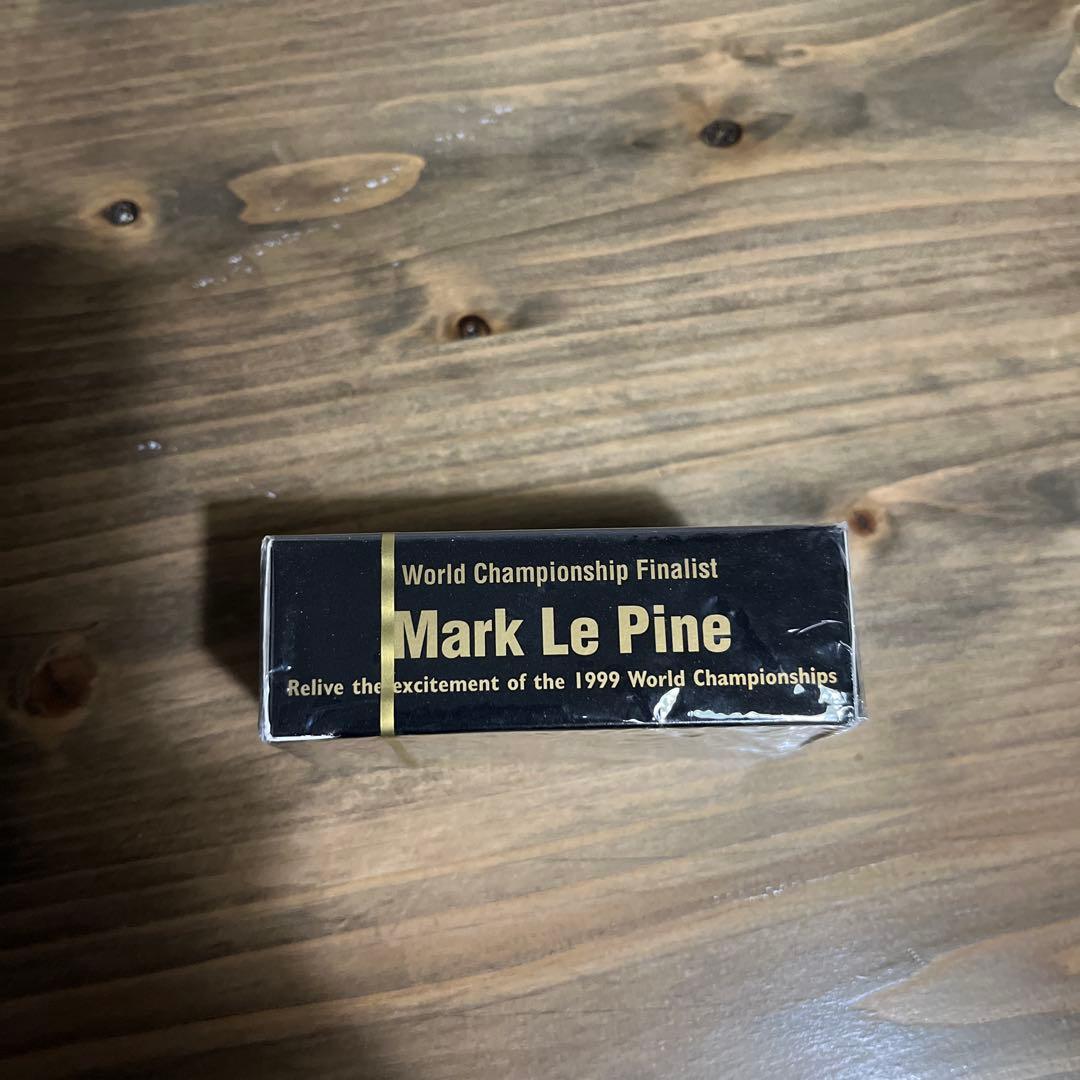 World Championship Finalist
Mark Le Pine
Relive the excitement of the 1999 World Championships